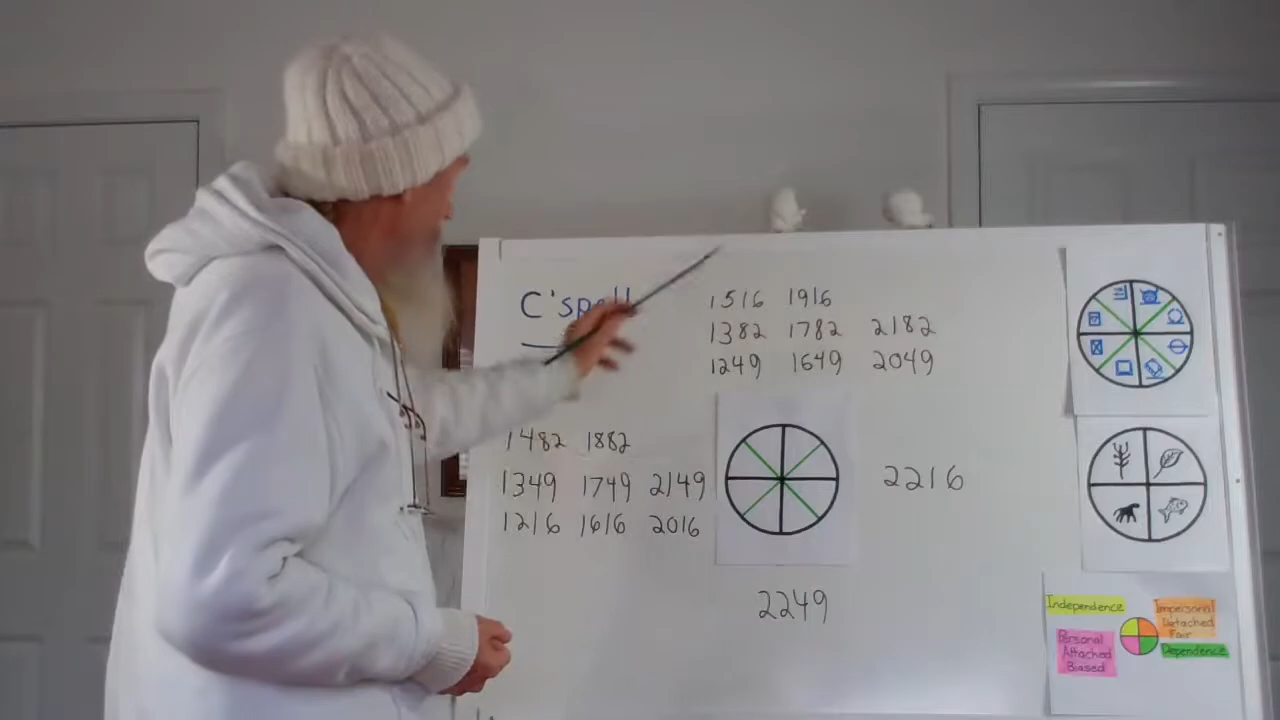 C'spell
1516 1916
1382 1782 2182
1249 1649 2049
1482 1882
1349 1749 2149
1216 1616 2016
2216
2249
Independence
Impersonal
Detached
Fair
Personal
Attached
Biased
Dependence